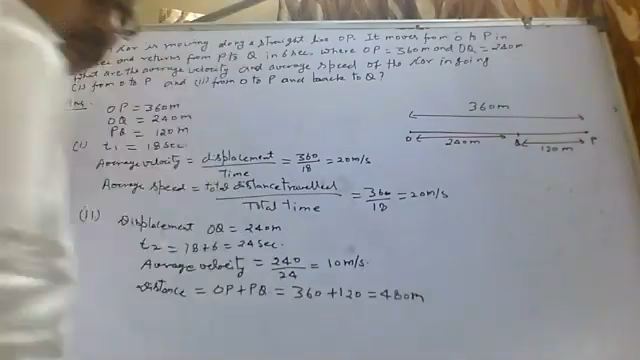 car is moving along a straight line OP. It moves from O to P in
sec and returns from P to Q in 6 sec, where OP = 360m and OQ = 240m
What are the average velocity and average speed of the car in going
(i) from O to P and (ii) from O to P and back to Q?
Ans.
OP = 360m
OQ = 240m
PQ = 120m
360m
O 240m Q 120m P
(i) t1 = 18 sec
Average velocity = displacement / Time = 360/18 = 20 m/s
Average speed = total distance travelled / Total Time = 360/18 = 20 m/s
(ii) Displacement OQ = 240m
t2 = 18+6 = 24 sec.
Average velocity = 240/24 = 10 m/s.
Distance = OP + PQ = 360 + 120 = 480m